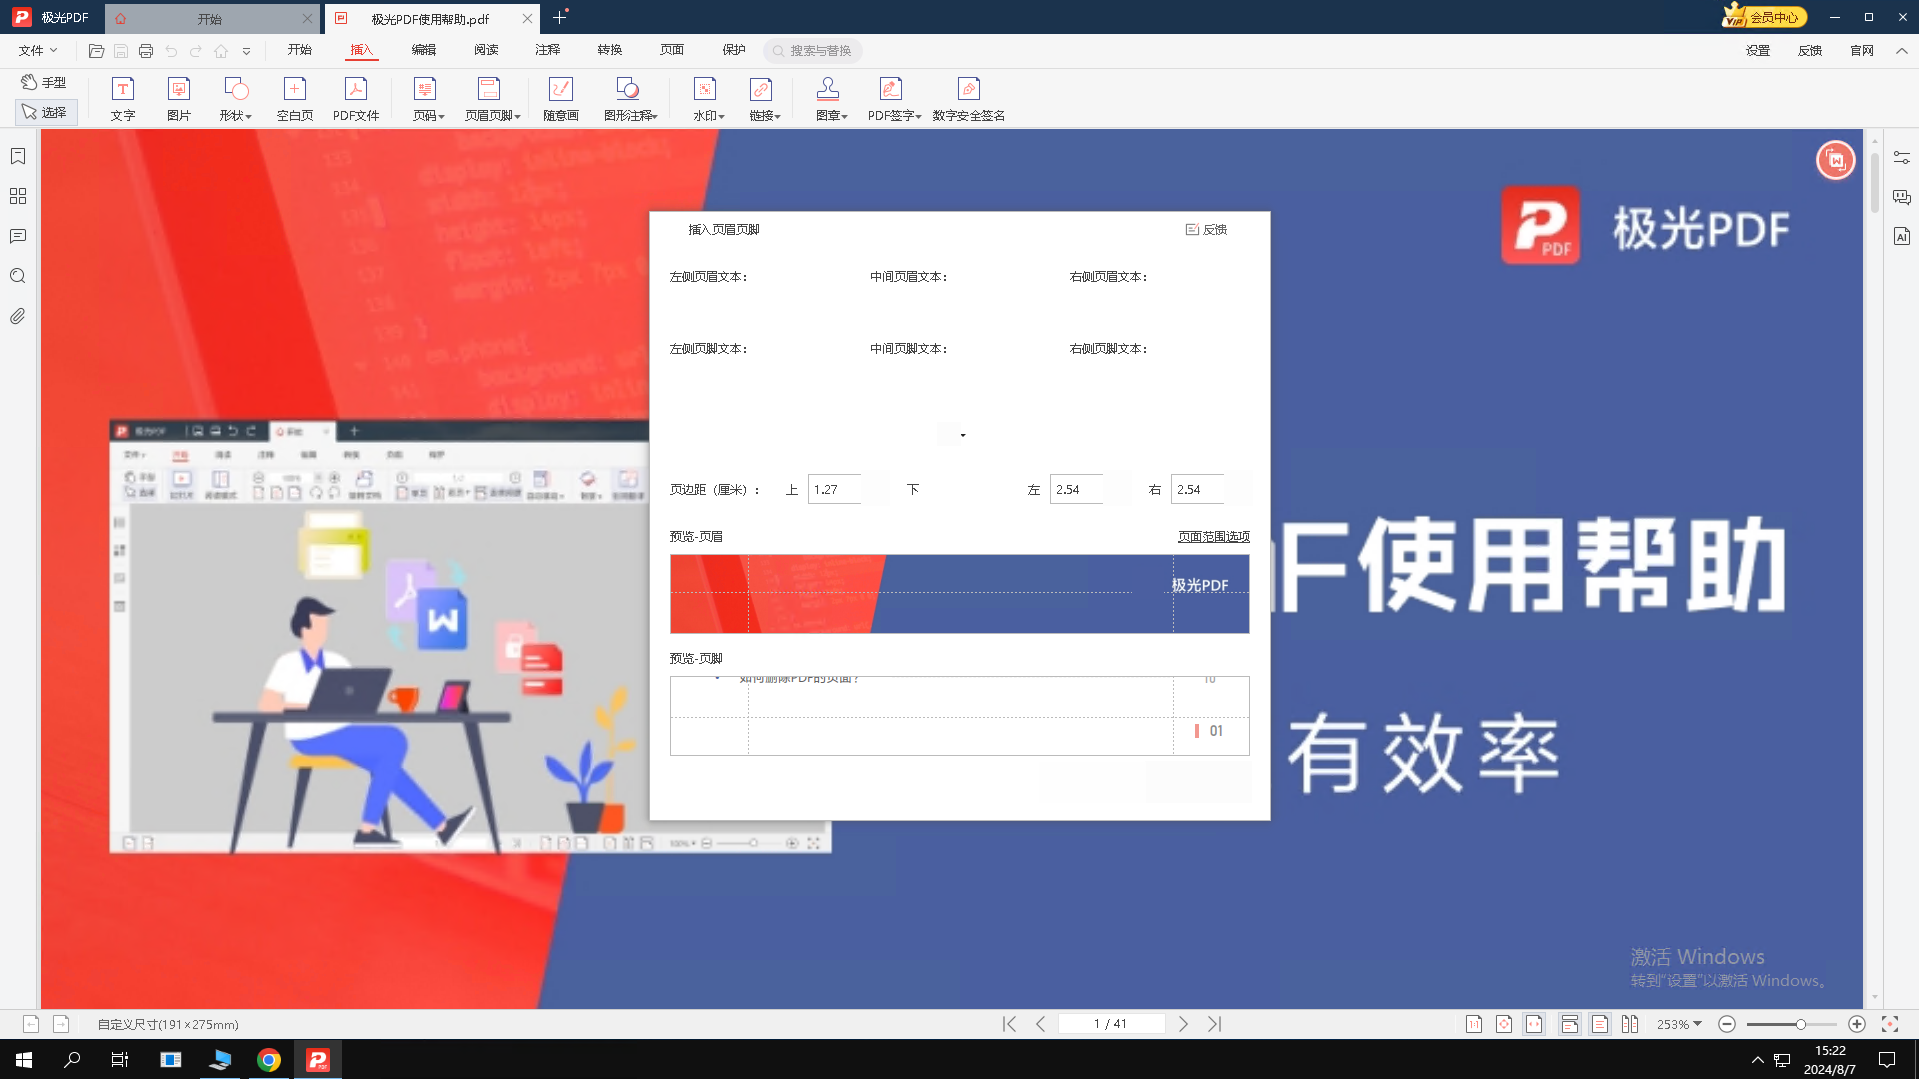 极光PDF
开始
极光PDF使用帮助.pdf
会员中心
文件
开始
插入
编辑
阅读
注释
转换
页面
保护
搜索与替换
设置
反馈
官网
手型
选择
文字
图片
形状
空白页
PDF文件
页码
页眉页脚
随意画
图形注释
水印
链接
图章
PDF签字
数字安全签名
极光PDF
插入页眉页脚
反馈
左侧页眉文本:
中间页眉文本:
右侧页眉文本:
左侧页脚文本:
中间页脚文本:
右侧页脚文本:
页边距（厘米）:
上
1.27
下
左
2.54
右
2.54
预览-页眉
页面范围选项
极光PDF
预览-页脚
如何删除PDF的页面?
10
01
F使用帮助
有效率
激活 Windows
转到"设置"以激活 Windows。
自定义尺寸(191×275mm)
1 / 41
253%
15:22
2024/8/7